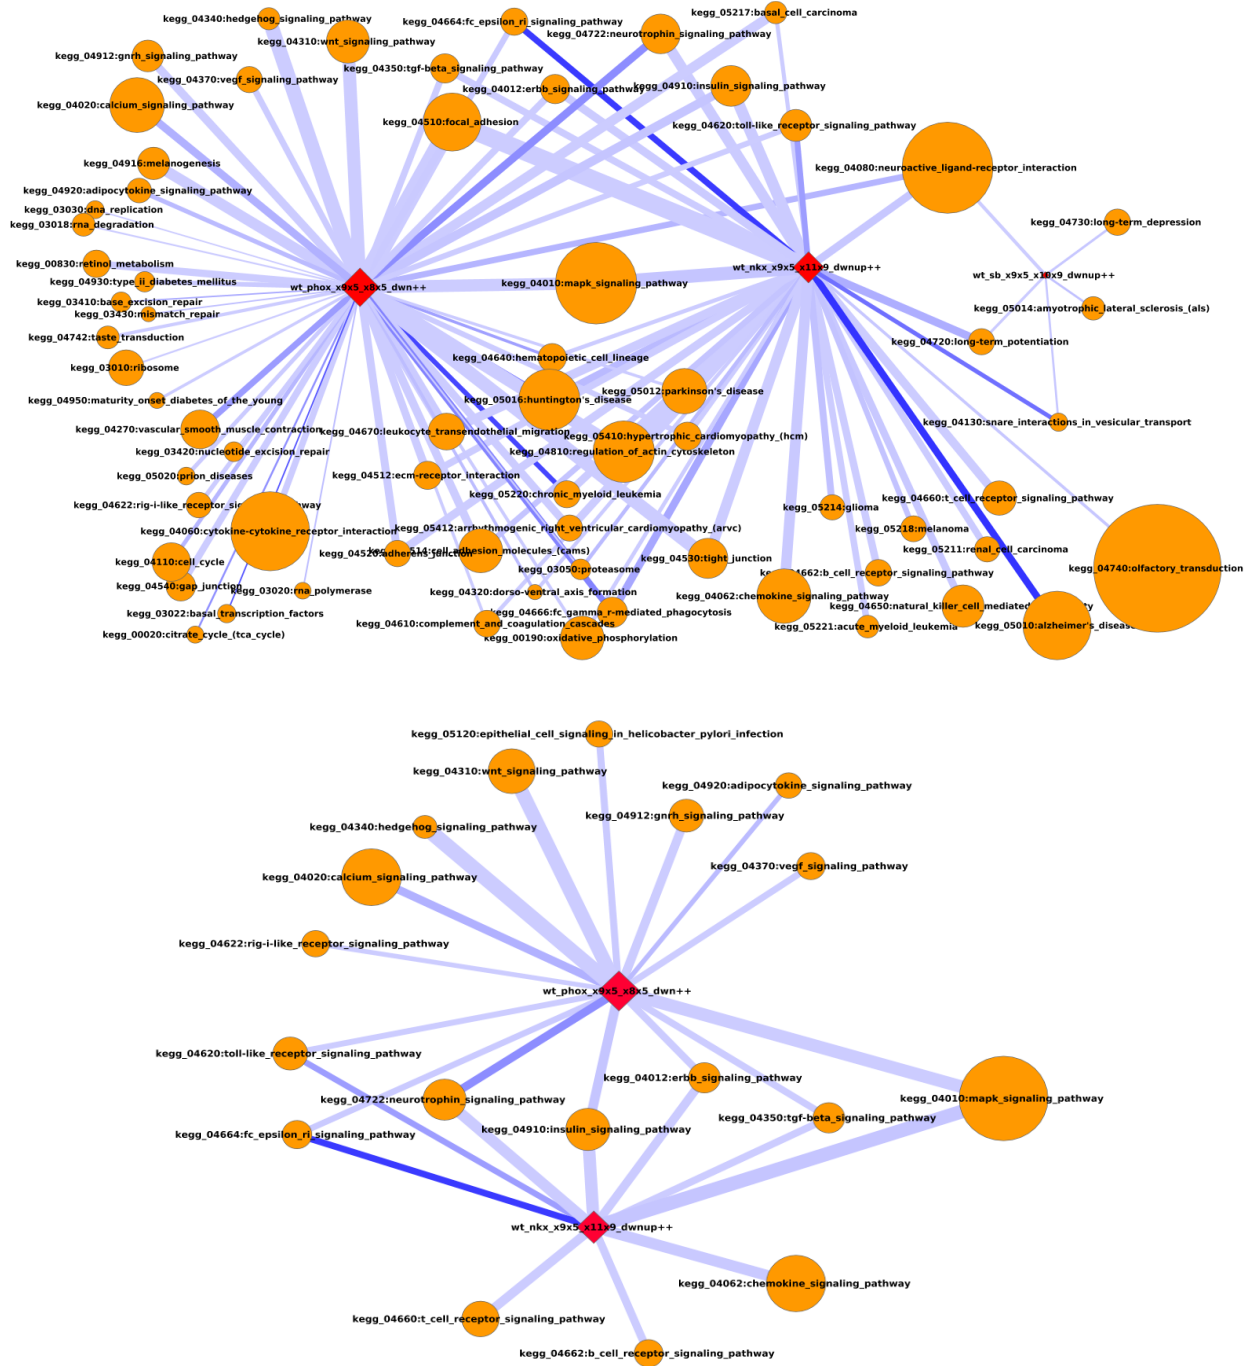 kegg_05217:basal_cell_carcinoma
kegg_04340:hedgehog_signaling_pathway
kegg_04664:fc_epsilon_ri_signaling_pathway
kegg_04722:neurotrophin_signaling_pathway
kegg_04310:wnt_signaling_pathway
kegg_04912:gnrh_signaling_pathway
kegg_04350:tgf-beta_signaling_pathway
kegg_04370:vegf_signaling_pathway
kegg_04012:erbb_signaling_pathway
kegg_04910:insulin_signaling_pathway
kegg_04020:calcium_signaling_pathway
kegg_04510:focal_adhesion
kegg_04620:toll-like_receptor_signaling_pathway
kegg_04916:melanogenesis
kegg_04080:neuroactive_ligand-receptor_interaction
kegg_04920:adipocytokine_signaling_pathway
kegg_03030:dna_replication
kegg_03018:rna_degradation
kegg_04730:long-term_depression
kegg_00830:retinol_metabolism
wt_nkx_x9x5_x11x9_dwnup++
wt_sb_x9x5_x10x9_dwnup++
kegg_04930:type_ii_diabetes_mellitus
kegg_04010:mapk_signaling_pathway
wt_phox_x9x5_x8x5_dwn++
kegg_03410:base_excision_repair
kegg_05014:amyotrophic_lateral_sclerosis_(als)
kegg_03430:mismatch_repair
kegg_04742:taste_transduction
kegg_04720:long-term_potentiation
kegg_04640:hematopoietic_cell_lineage
kegg_03010:ribosome
kegg_05012:parkinson's_disease
kegg_04950:maturity_onset_diabetes_of_the_young
kegg_05016:huntington's_disease
kegg_04130:snare_interactions_in_vesicular_transport
kegg_04270:vascular_smooth_muscle_contraction
kegg_04670:leukocyte_transendothelial_migration
kegg_05410:hypertrophic_cardiomyopathy_(hcm)
kegg_03420:nucleotide_excision_repair
kegg_04810:regulation_of_actin_cytoskeleton
kegg_05020:prion_diseases
kegg_04512:ecm-receptor_interaction
kegg_05220:chronic_myeloid_leukemia
kegg_04660:t_cell_receptor_signaling_pathway
kegg_04622:rig-i-like_receptor_si
pathway
kegg_05214:glioma
kegg_05412:arrhythmogenic_right_ventricular_cardiomyopathy_(arvc)
kegg_05218:melanoma
kegg_04060:cytokine-cytokine_receptor_interaction
kegg_05211:renal_cell_carcinoma
kegg_04520:adherens_junction
514:cell_adhesion_molecules_(cams)
kegg_04530:tight_junction
kegg_04110:cell_cycle
kegg_03050:proteasome
4662:b_cell_receptor_signaling_pathway
kegg_04740:olfactory_transduction
kegg_04540:gap_junction
kegg_03020:rna_polymerase
kegg_04320:dorso-ventral_axis_formation
kegg_04062:chemokine_signaling_pathway
kegg_03022:basal_transcription_factors
kegg_04666:fc_gamma_r-mediated_phagocytosis
kegg_04650:natural_killer_cell_mediated
kegg_04610:complement_and_coagulation_cascades
kegg_05221:acute_myeloid_leukemia
kegg_05010:alzheimer's_disease
kegg_00020:citrate_cycle_(tca_cycle)
kegg_00190:oxidative_phosphorylation
kegg_05120:epithelial_cell_signaling_in_helicobacter_pylori_infection
kegg_04310:wnt_signaling_pathway
kegg_04920:adipocytokine_signaling_pathway
kegg_04912:gnrh_signaling_pathway
kegg_04340:hedgehog_signaling_pathway
kegg_04370:vegf_signaling_pathway
kegg_04020:calcium_signaling_pathway
kegg_04622:rig-i-like_receptor_signaling_pathway
wt_phox_x9x5_x8x5_dwn++
kegg_04620:toll-like_receptor_signaling_pathway
kegg_04012:erbb_signaling_pathway
kegg_04722:neurotrophin_signaling_pathway
kegg_04010:mapk_signaling_pathway
kegg_04350:tgf-beta_signaling_pathway
kegg_04910:insulin_signaling_pathway
kegg_04664:fc_epsilon_ri_signaling_pathway
wt_nkx_x9x5_x11x9_dwnup++
kegg_04062:chemokine_signaling_pathway
kegg_04660:t_cell_receptor_signaling_pathway
kegg_04662:b_cell_receptor_signaling_pathway